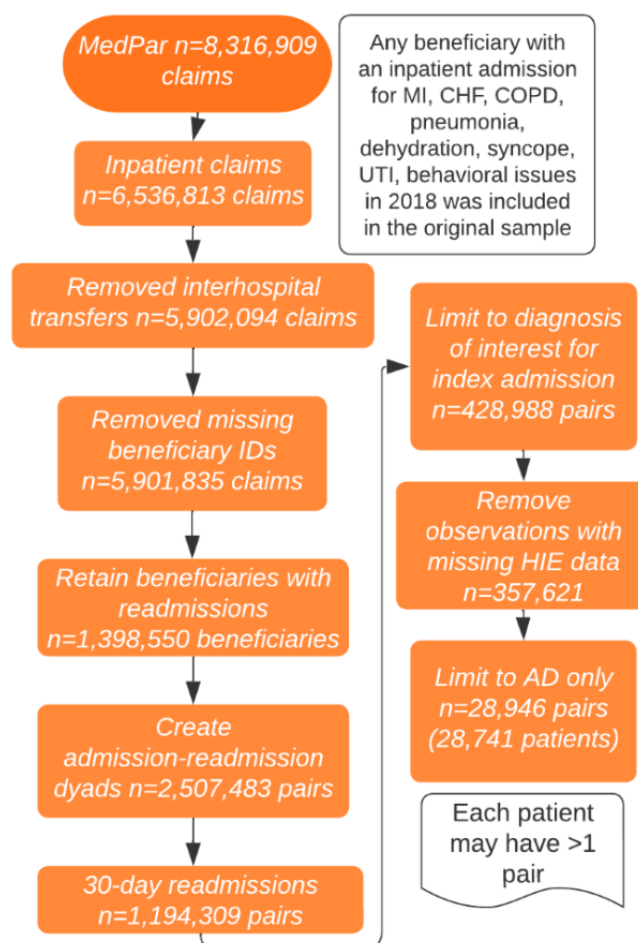 MedPar n=8,316,909
claims
Any beneficiary with
an inpatient admission
for MI, CHF, COPD,
pneumonia,
dehydration, syncope,
UTI, behavioral issues
in 2018 was included
in the original sample
Inpatient claims
n=6,536,813 claims
Removed interhospital
transfers n=5,902,094 claims
Removed missing
beneficiary IDs
n=5,901,835 claims
Retain beneficiaries with
readmissions
n=1,398,550 beneficiaries
Create
admission-readmission
dyads n=2,507,483 pairs
30-day readmissions
n=1,194,309 pairs
Limit to diagnosis
of interest for
index admission
n=428,988 pairs
Remove
observations with
missing HIE data
n=357,621
Limit to AD only
n=28,946 pairs
(28,741 patients)
Each patient
may have >1
pair